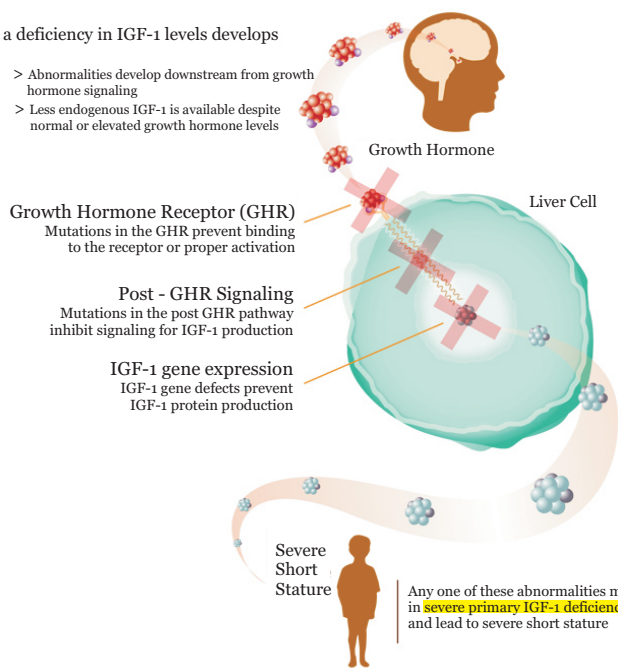 a deficiency in IGF-1 levels develops
> Abnormalities develop downstream from growth
hormone signaling
> Less endogenous IGF-1 is available despite
normal or elevated growth hormone levels
Growth Hormone
Liver Cell
Growth Hormone Receptor (GHR)
Mutations in the GHR prevent binding
to the receptor or proper activation
Post - GHR Signaling
Mutations in the post GHR pathway
inhibit signaling for IGF-1 production
IGF-1 gene expression
IGF-1 gene defects prevent
IGF-1 protein production
Severe
Short
Stature
Any one of these abnormalities
in severe primary IGF-1
and lead to severe short stature